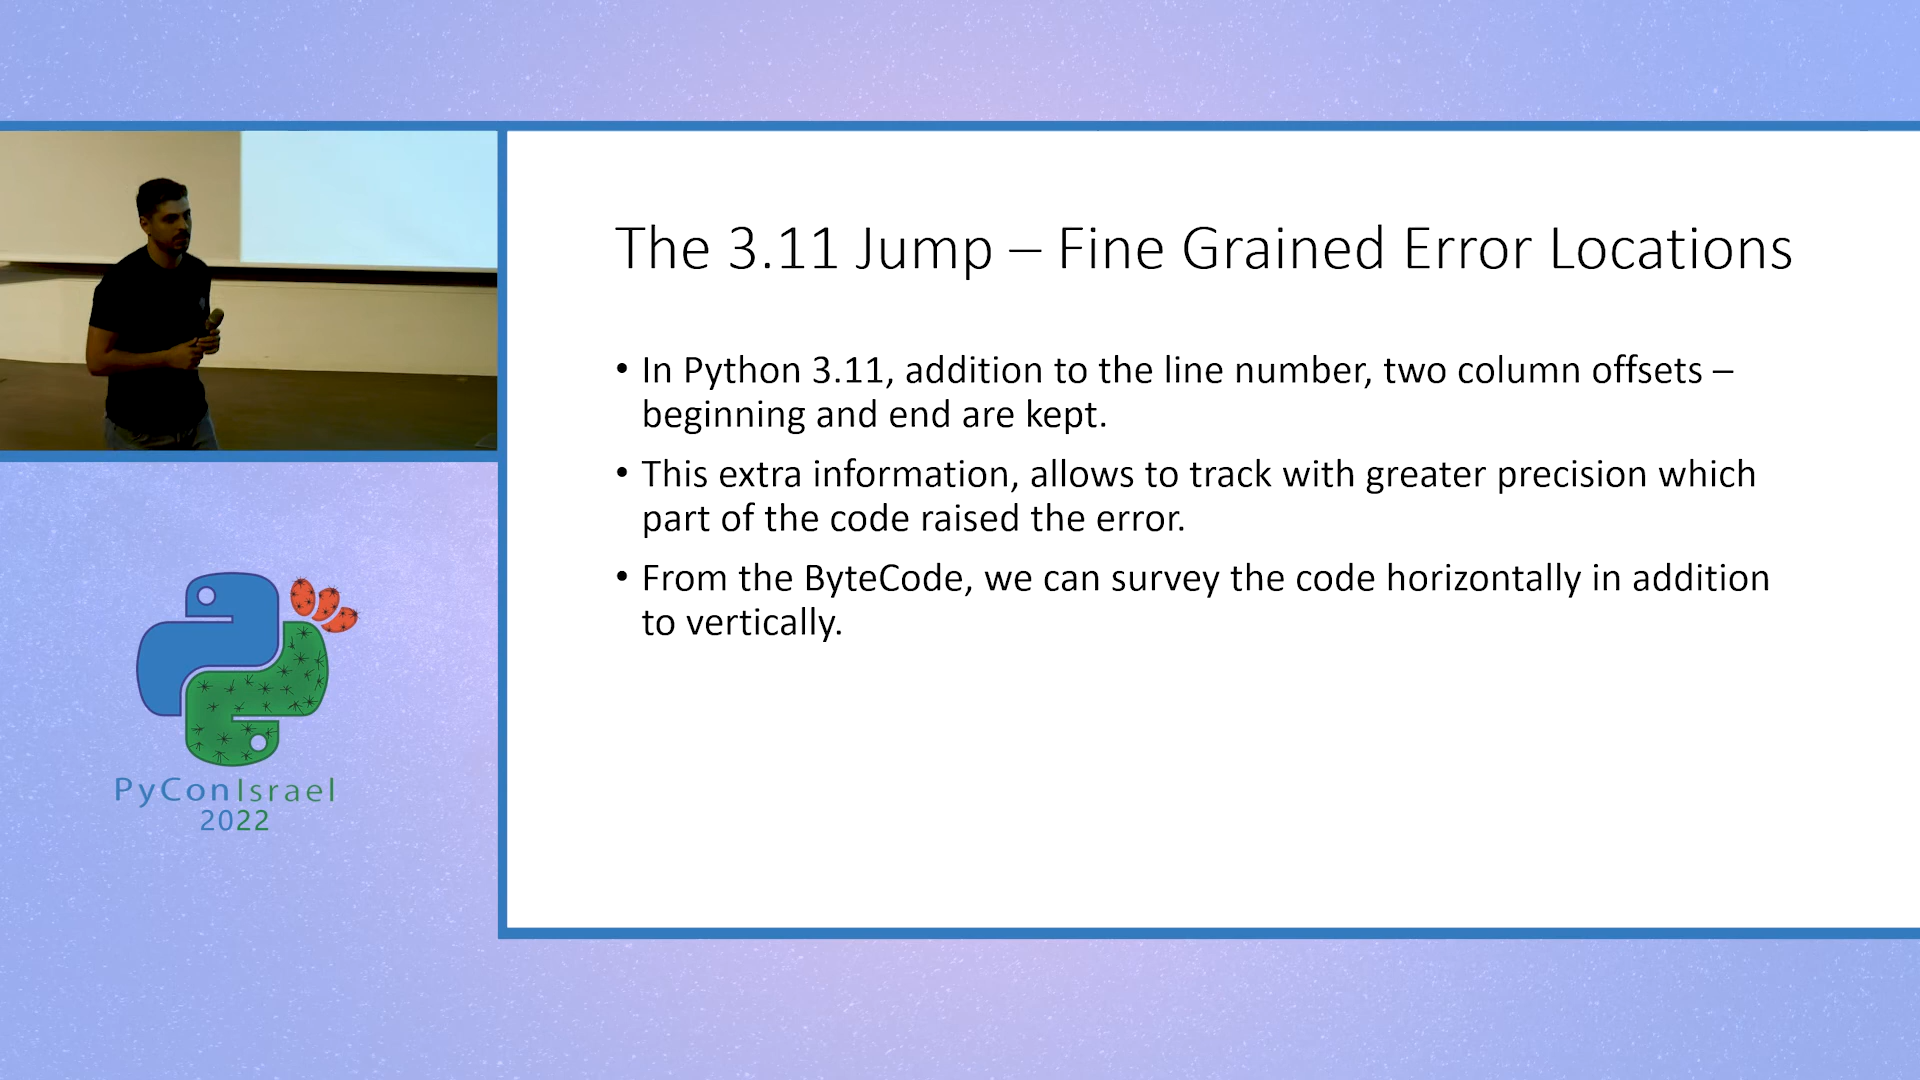 The 3.11 Jump – Fine Grained Error Locations
• In Python 3.11, addition to the line number, two column offsets –
beginning and end are kept.
• This extra information, allows to track with greater precision which
part of the code raised the error.
• From the ByteCode, we can survey the code horizontally in addition
to vertically.
PyConIsrael
2022